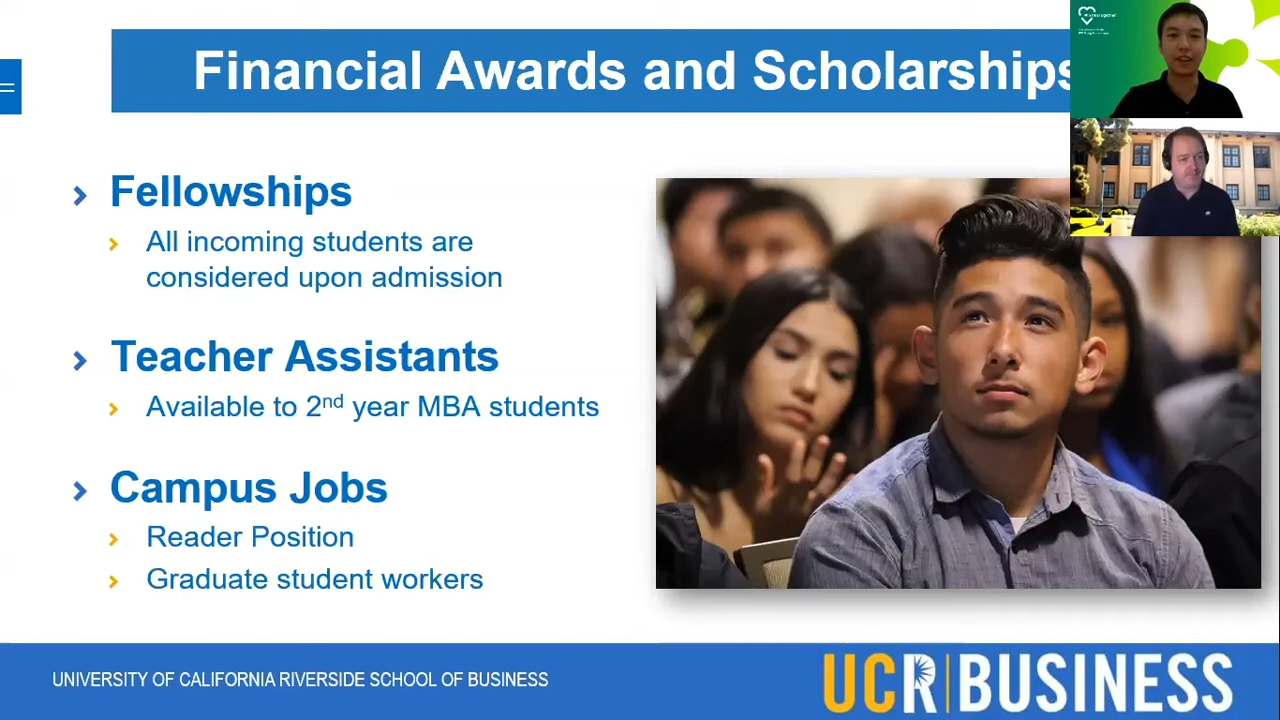 Financial Awards and Scholarships
Fellowships
All incoming students are
considered upon admission
Teacher Assistants
Available to 2nd year MBA students
Campus Jobs
Reader Position
Graduate student workers
UNIVERSITY OF CALIFORNIA RIVERSIDE SCHOOL OF BUSINESS
UCR BUSINESS